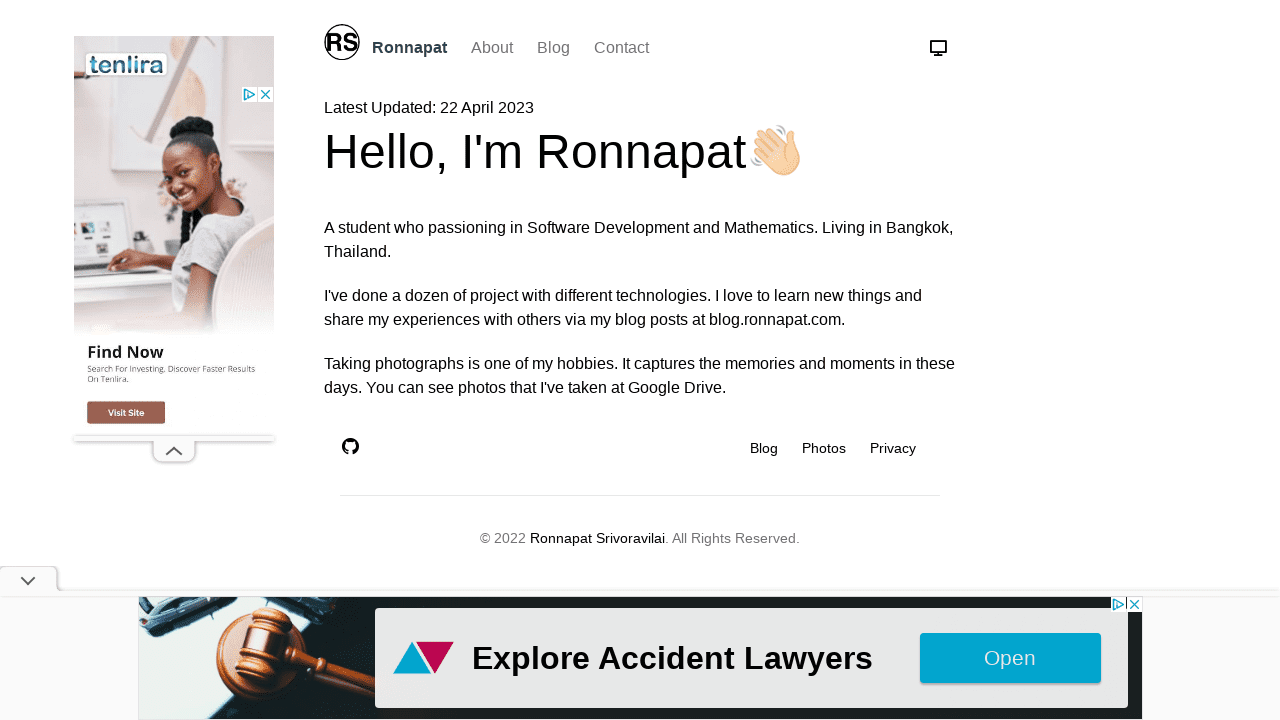 RS
Ronnapat About Blog Contact
tenlira
Find Now
Search For Investing, Discover Faster Results
On Tenlira.
Visit Site
Latest Updated: 22 April 2023
Hello, I'm Ronnapat👋🏼
A student who passioning in Software Development and Mathematics. Living in Bangkok,
Thailand.
I've done a dozen of project with different technologies. I love to learn new things and
share my experiences with others via my blog posts at blog.ronnapat.com.
Taking photographs is one of my hobbies. It captures the memories and moments in these
days. You can see photos that I've taken at Google Drive.
Blog Photos Privacy
© 2022 Ronnapat Srivoravilai. All Rights Reserved.
Explore Accident Lawyers
Open